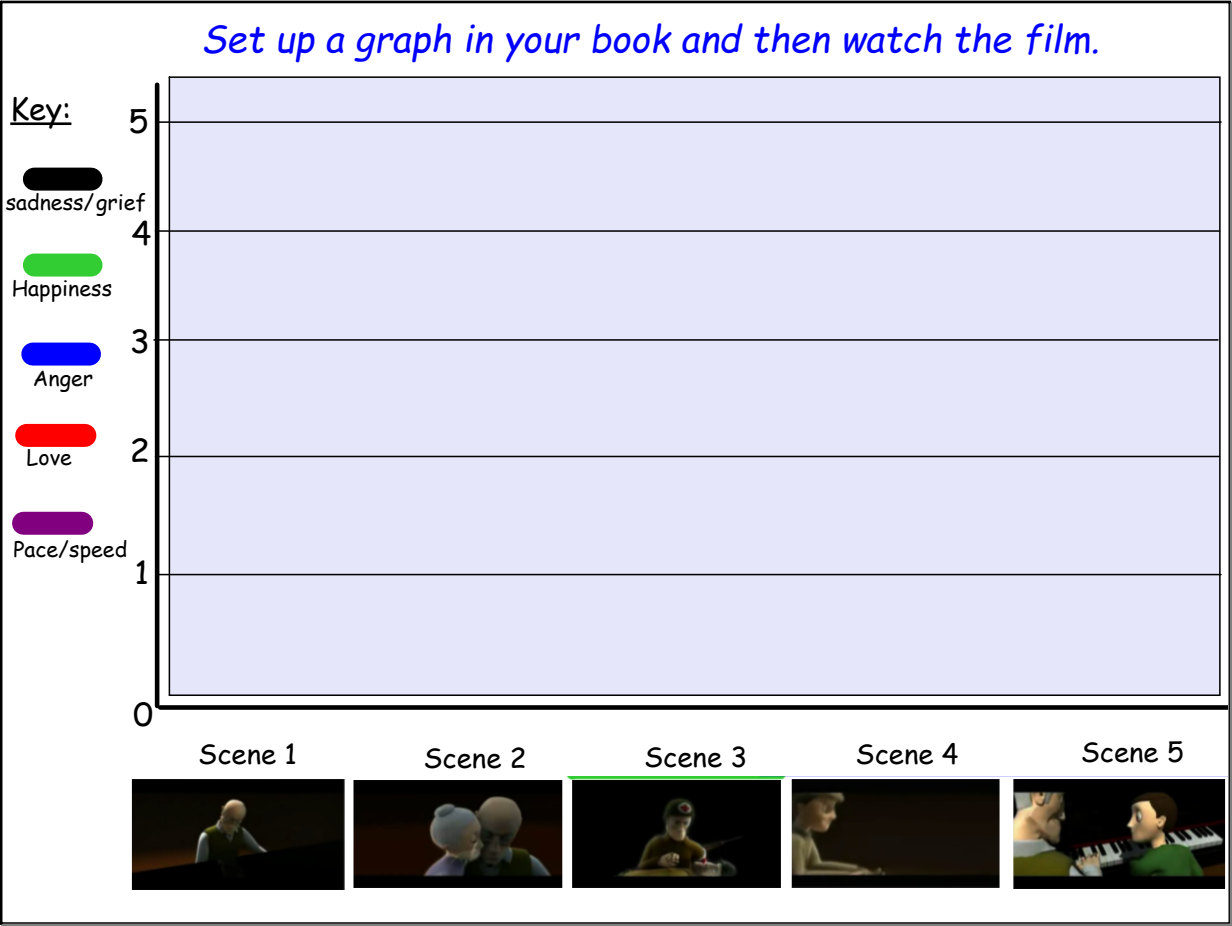 Set up a graph in your book and then watch the film.
Key:
sadness/grief
Happiness
Anger
Love
Pace/speed
5
4
3
2
1
0
Scene 1
Scene 2
Scene 3
Scene 4
Scene 5